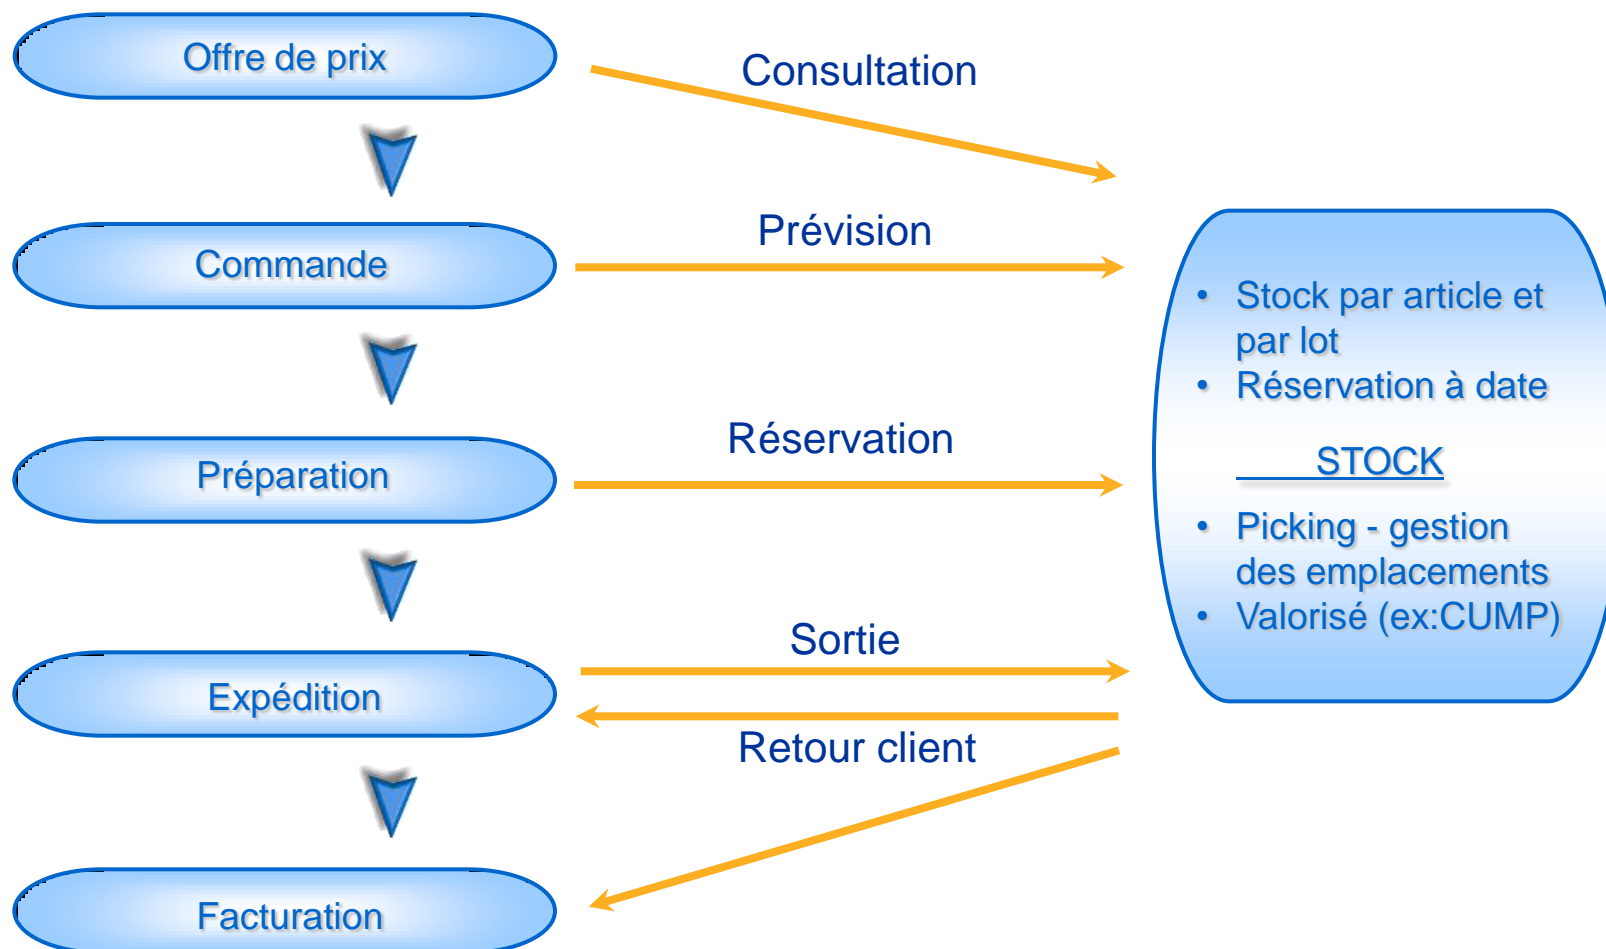 Offre de prix
Consultation
Commande
Prévision
Préparation
Réservation
Expédition
Sortie
Retour client
Facturation
• Stock par article et
par lot
• Réservation à date
STOCK
• Picking - gestion
des emplacements
• Valorisé (ex:CUMP)